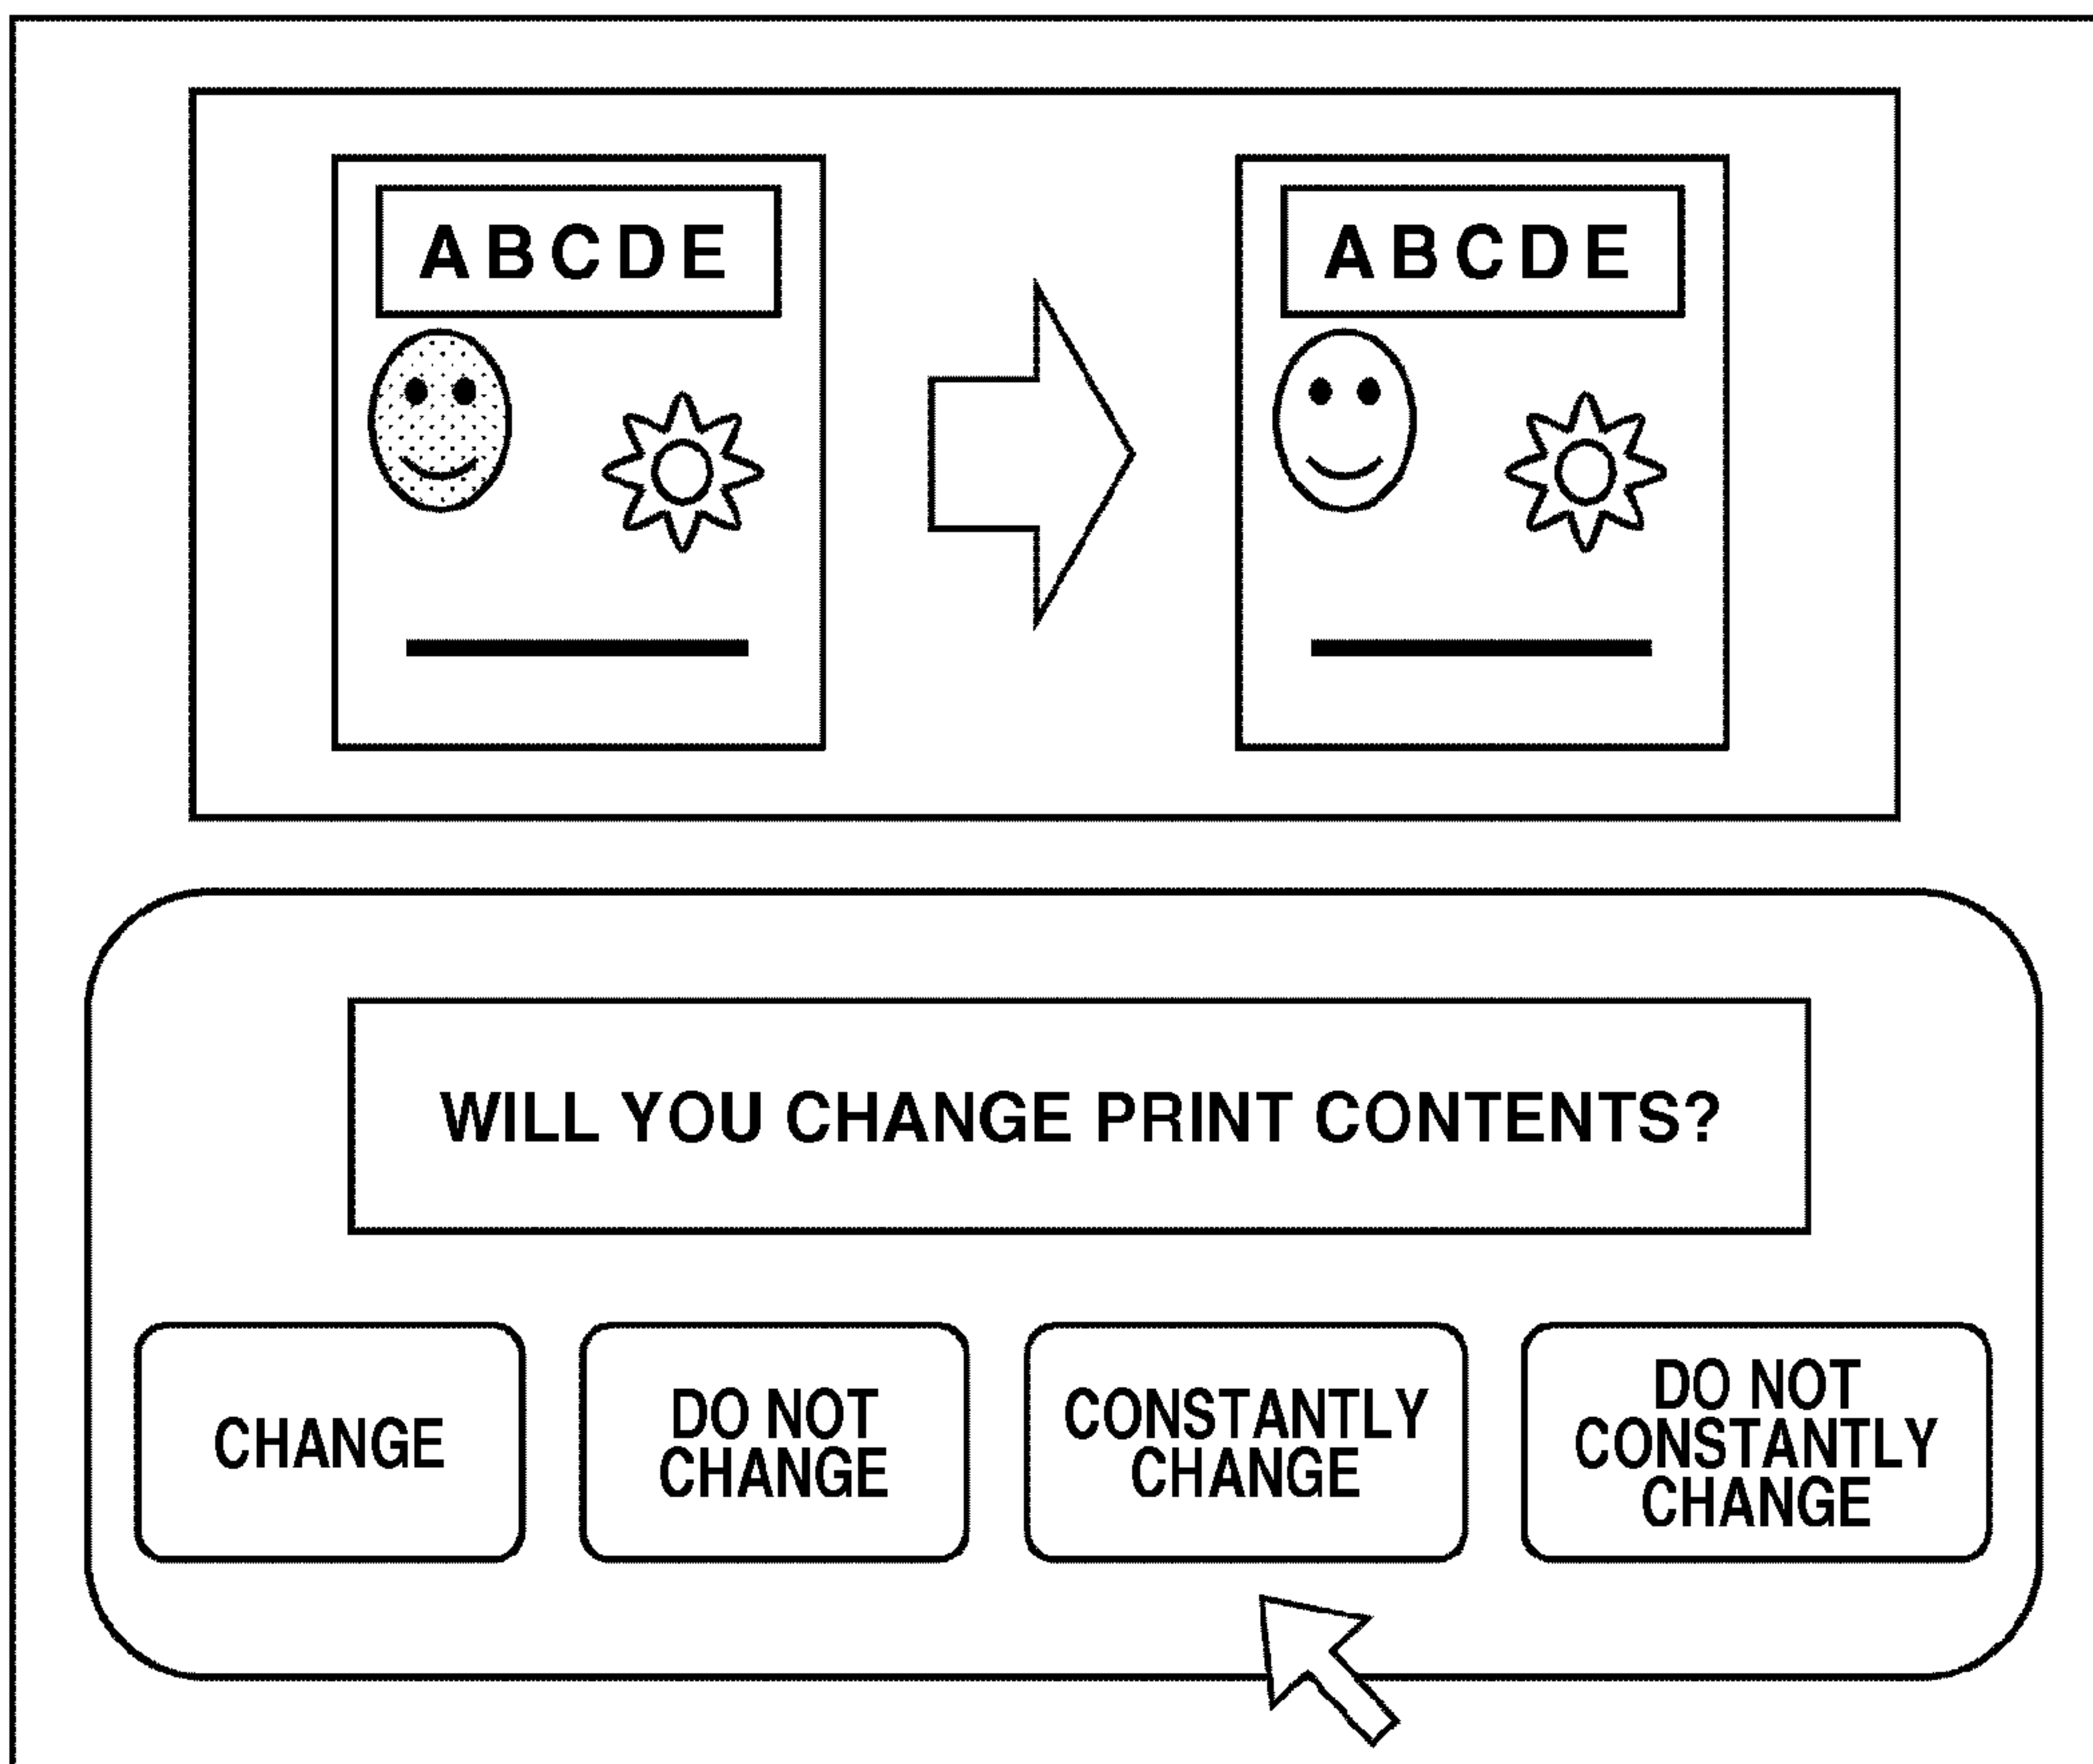 ABCDE
ABCDE
WILL YOU CHANGE PRINT CONTENTS?
CHANGE
DO NOT
CHANGE
CONSTANTLY
CHANGE
DO NOT
CONSTANTLY
CHANGE